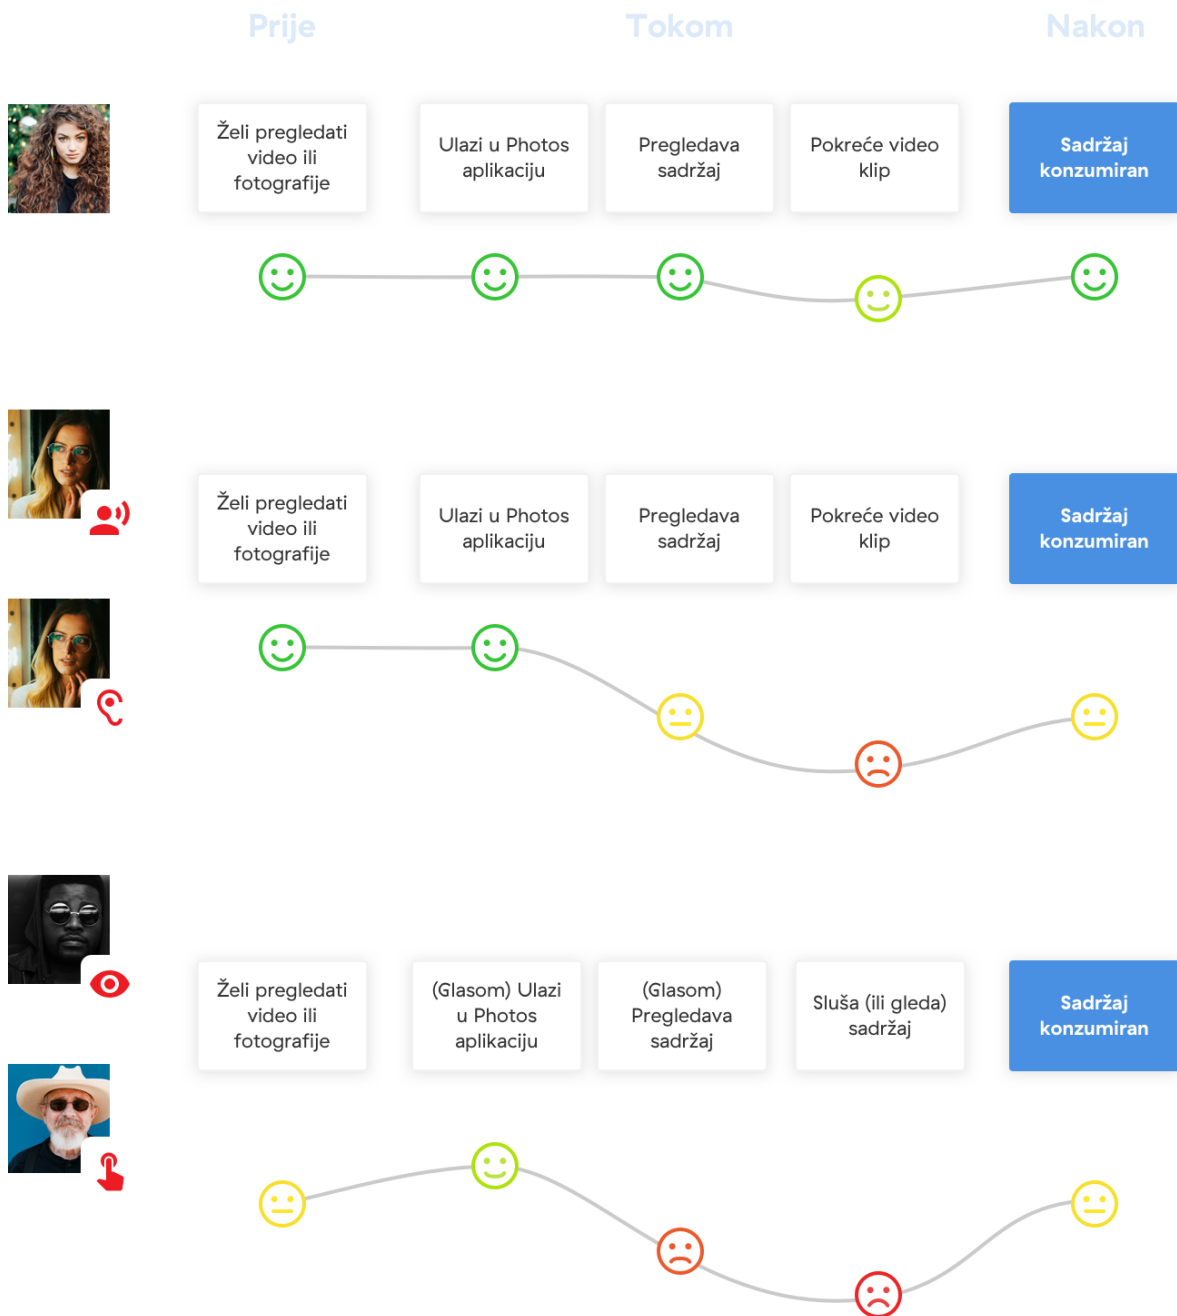 Prije
Tokom
Nakon
Želi pregledati
video ili
fotografije
Ulazi u Photos
aplikaciju
Pregledava
sadržaj
Pokreće video
klip
Sadržaj
konzumiran
Želi pregledati
video ili
fotografije
Ulazi u Photos
aplikaciju
Pregledava
sadržaj
Pokreće video
klip
Sadržaj
konzumiran
Želi pregledati
video ili
fotografije
(Glasom) Ulazi
u Photos
aplikaciju
(Glasom)
Pregledava
sadržaj
Sluša (ili gleda)
sadržaj
Sadržaj
konzumiran